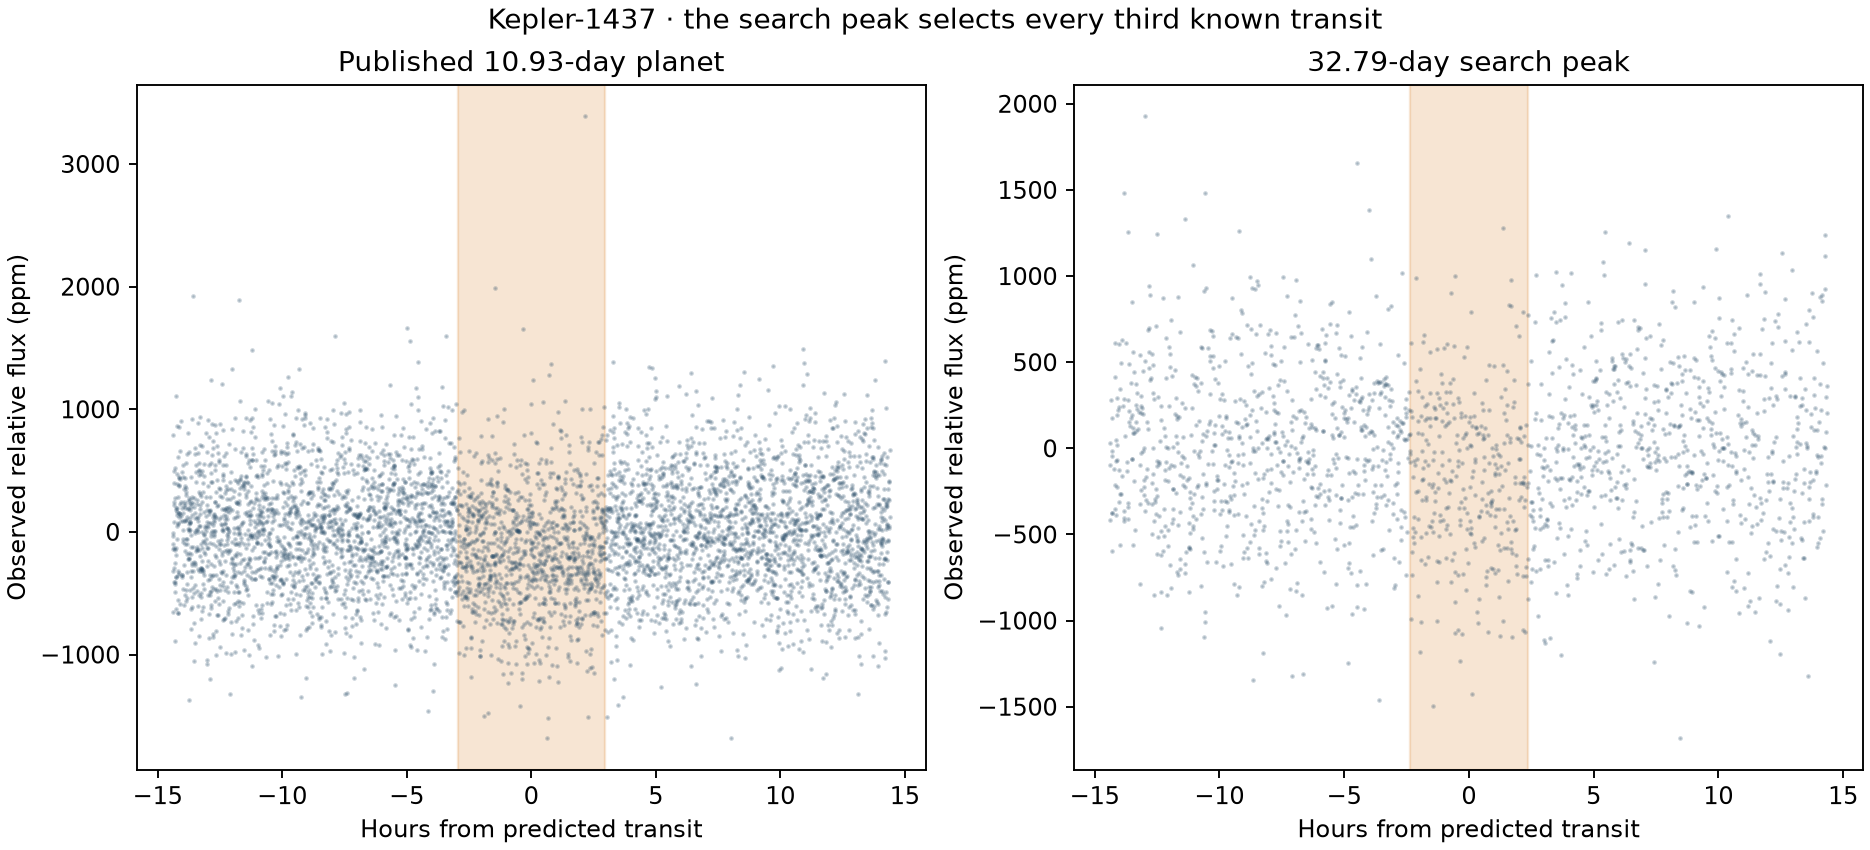 Kepler-1437 · the search peak selects every third known transit
Published 10.93-day planet
Observed relative flux (ppm)
3000
2000
1000
0
−1000
−15 −10 −5 0 5 10 15
Hours from predicted transit
32.79-day search peak
Observed relative flux (ppm)
2000
1500
1000
500
0
−500
−1000
−1500
−15 −10 −5 0 5 10 15
Hours from predicted transit